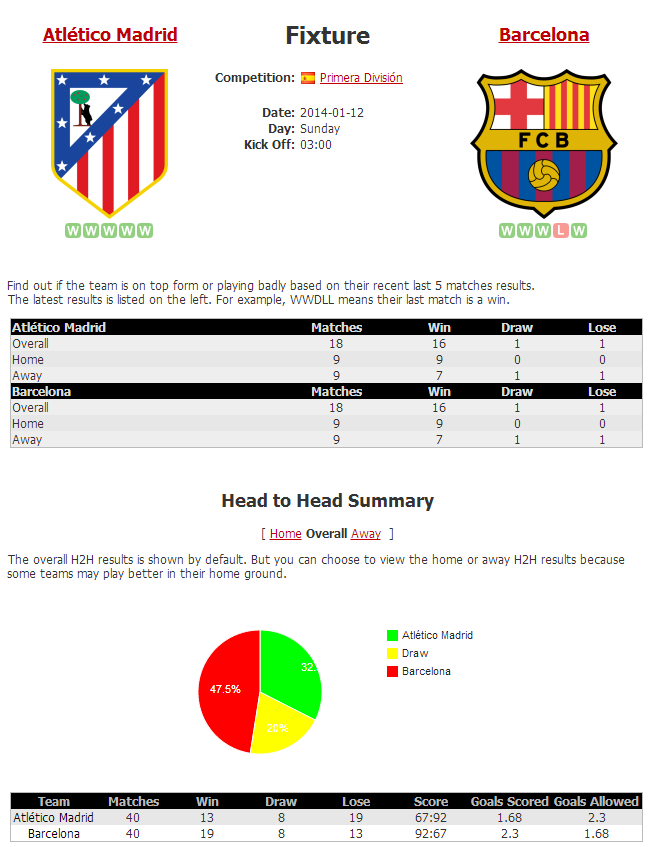 Atlético Madrid
Fixture
Barcelona
Competition: Primera División
Date: 2014-01-12
Day: Sunday
Kick Off: 03:00
FCB
W W W W W
W W W L W
Find out if the team is on top form or playing badly based on their recent last 5 matches results.
The latest results is listed on the left. For example, WWDLL means their last match is a win.
Atlético Madrid Matches Win Draw Lose
Overall 18 16 1 1
Home 9 9 0 0
Away 9 7 1 1
Barcelona Matches Win Draw Lose
Overall 18 16 1 1
Home 9 9 0 0
Away 9 7 1 1
Head to Head Summary
[ Home Overall Away ]
The overall H2H results is shown by default. But you can choose to view the home or away H2H results because
some teams may play better in their home ground.
Atlético Madrid
Draw
Barcelona
32...
47.5%
20%
Team Matches Win Draw Lose Score Goals Scored Goals Allowed
Atlético Madrid 40 13 8 19 67:92 1.68 2.3
Barcelona 40 19 8 13 92:67 2.3 1.68